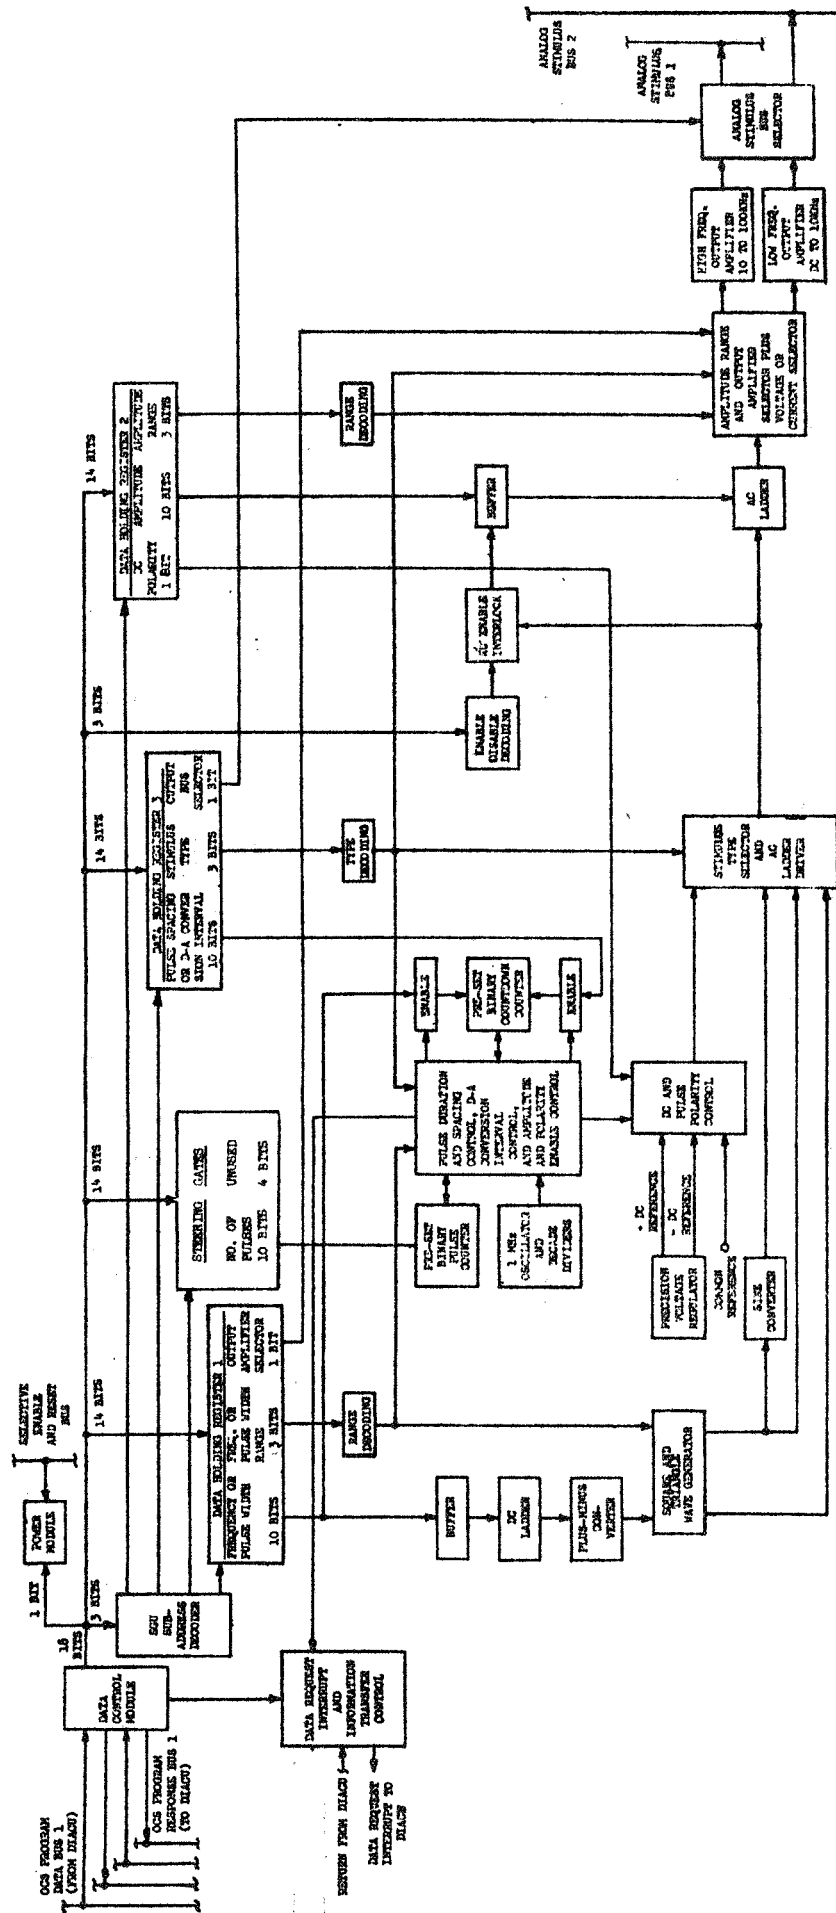 OCS PROGRAM
DATA BUS 1
(FROM DIACU)
OCS PROGRAM
RESPONSE BUS 1
(TO DIACU)
DATA
CONTROL
MODULE
18
BITS
1 BIT
3 BITS
POWER
MODULE
SELECTIVE
ENABLE
AND RESET
BUS
SGU
SUB-
ADDRESS
DECODER
DATA REQUEST
INTERRUPT
AND
INFORMATION
TRANSFER
CONTROL
RETURN FROM DIACU
DATA REQUEST
INTERRUPT TO
DIACU
14 BITS
DATA HOLDING REGISTER 1
FREQUENCY OR FREQ. OR OUTPUT
PULSE WIDTH PULSE WIDTH AMPLIFIER
RANGE SELECTOR
10 BITS 3 BITS 1 BIT
14 BITS
STEERING GATES
NO. OF UNUSED
PULSES
10 BITS 4 BITS
14 BITS
DATA HOLDING REGISTER 3
PULSE SPACING STIMULUS OUTPUT
OR D-A CONVER TYPE BUS
SION INTERVAL SELECTOR
10 BITS 3 BITS 1 BIT
3 BITS
14 BITS
DATA HOLDING REGISTER 2
DC AMPLITUDE AMPLITUDE
POLARITY RANGE
1 BIT 10 BITS 3 BITS
RANGE
DECODING
TYPE
DECODING
RANGE
DECODING
BUFFER
DC
LADDER
PLUS-MINUS
CON-
VERTER
SQUARE AND
TRIANGLE
WAVE GENERATOR
PRE-SET
BINARY
PULSE
COUNTER
1 MHz
OSCILLATOR
AND
DECADE
DIVIDERS
PULSE DURATION
AND SPACING
CONTROL, D-A
CONVERSION
INTERVAL
CONTROL,
AND AMPLITUDE
AND POLARITY
ENABLE CONTROL
ENABLE
PRE-SET
BINARY
COUNTDOWN
COUNTER
ENABLE
ENABLE
DISABLE
DECODING
ENABLE
INTERLOCK
BUFFER
PRECISION
VOLTAGE
REGULATOR
DC
REFERENCE
- DC
REFERENCE
COMMON
REFERENCE
SINE
CONVERTER
DC AND
PULSE
POLARITY
CONTROL
STIMULUS
TYPE
SELECTOR
AND
AC
LADDER
DRIVER
AC
LADDER
AMPLITUDE RANGE
AND OUTPUT
AMPLIFIER
SELECTOR PLUS
VOLTAGE OR
CURRENT SELECTOR
HIGH FREQ.
OUTPUT
AMPLIFIER
10 TO 100KHz
LOW FREQ.
OUTPUT
AMPLIFIER
DC TO 10KHz
ANALOG
STIMULUS
BUS
SELECTOR
ANALOG
STIMULUS
BUS 1
ANALOG
STIMULUS
BUS 2